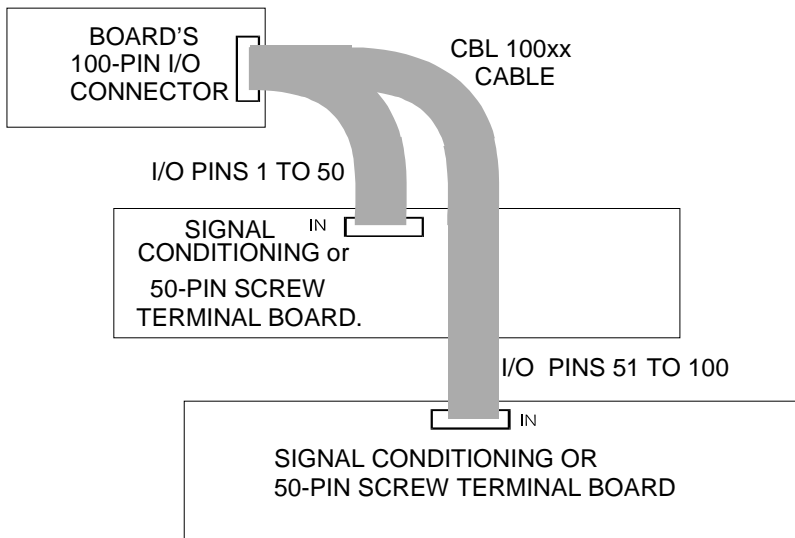 BOARD'S
100-PIN I/O
CONNECTOR
CBL 100xx
CABLE
I/O PINS 1 TO 50
SIGNAL IN
CONDITIONING or
50-PIN SCREW
TERMINAL BOARD.
I/O PINS 51 TO 100
IN
SIGNAL CONDITIONING OR
50-PIN SCREW TERMINAL BOARD